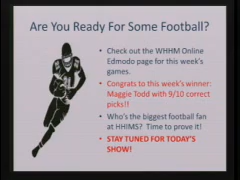 Are You Ready For Some Football?
• Check out the WHHM Online
Edmodo page for this week's
games.
• Congrats to this week's winner:
Maggie Todd with 9/10 correct
picks!!
• Who's the biggest football fan
at HHIMS? Time to prove it!
• STAY TUNED FOR TODAY'S
SHOW!